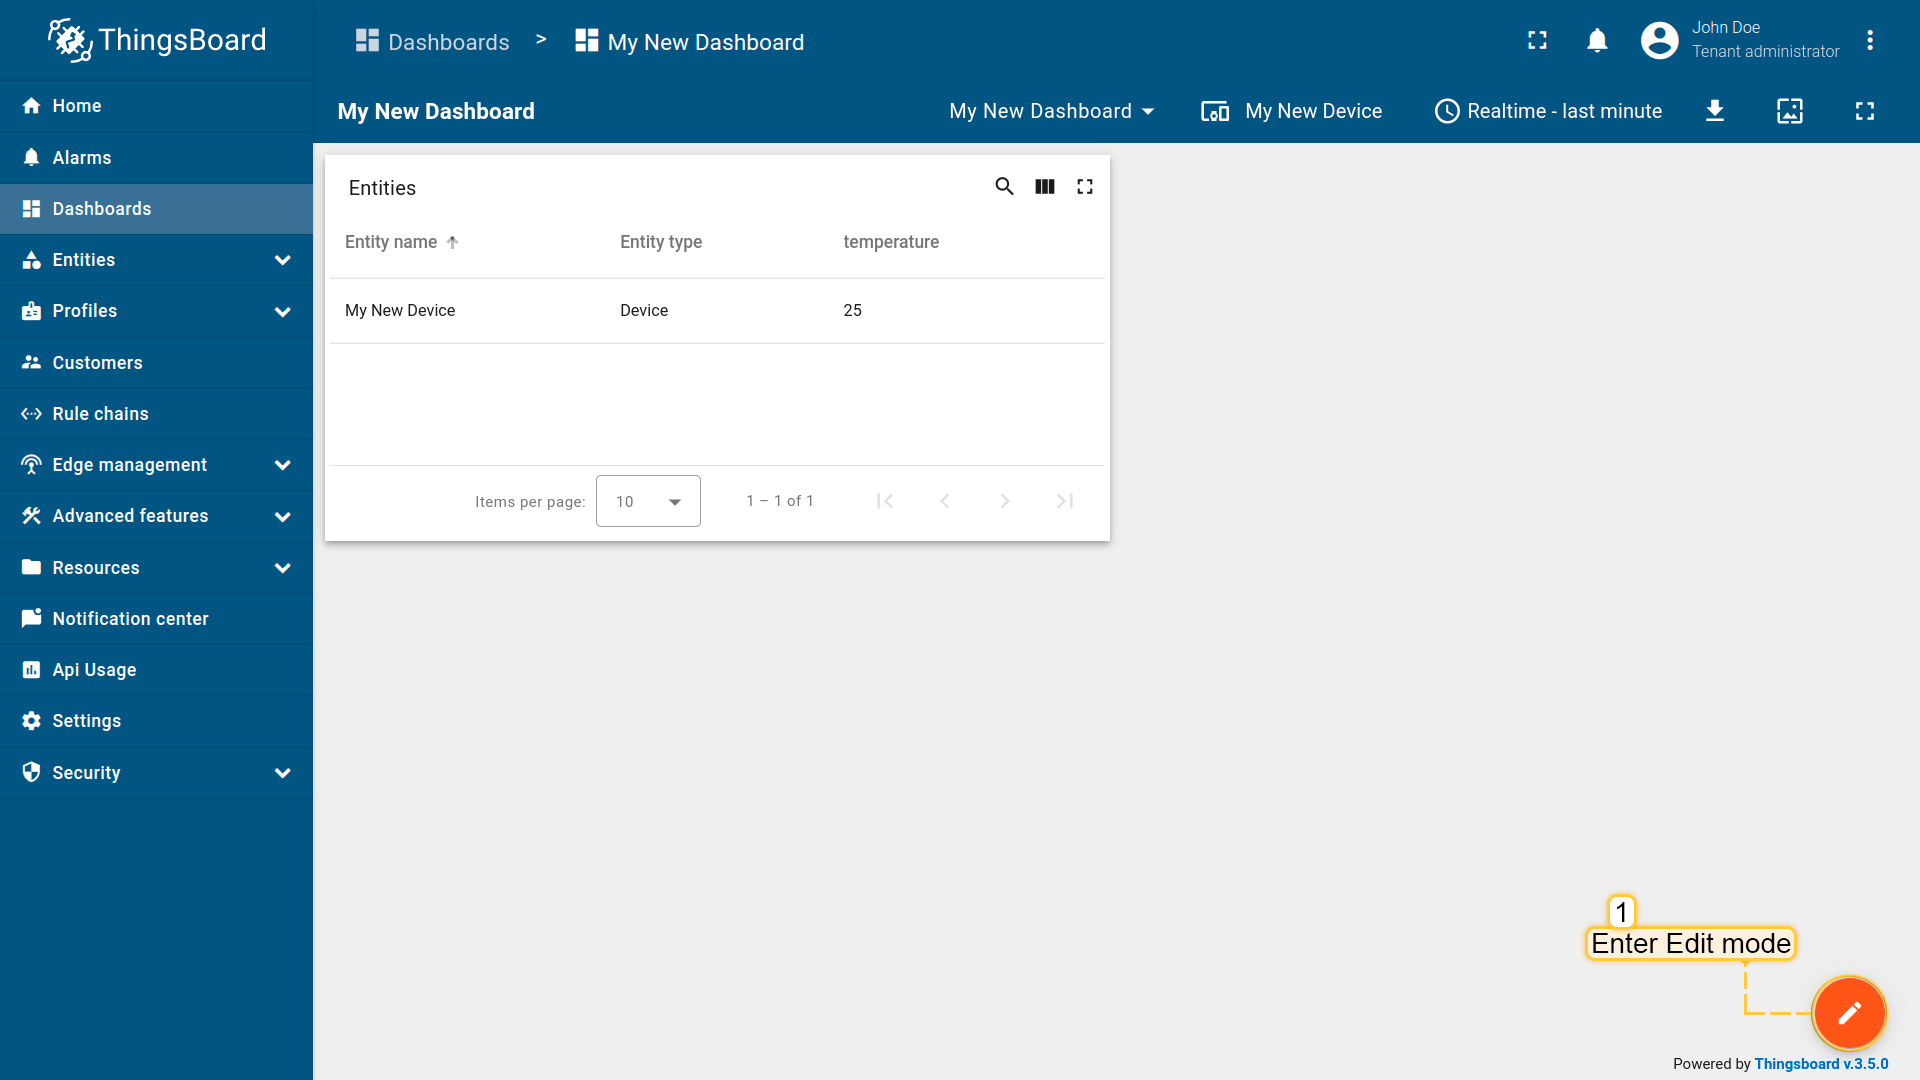 ThingsBoard
Dashboards > My New Dashboard
John Doe
Tenant administrator
Home
Alarms
Dashboards
Entities
Profiles
Customers
Rule chains
Edge management
Advanced features
Resources
Notification center
Api Usage
Settings
Security
My New Dashboard
My New Dashboard
My New Device
Realtime - last minute
Entities
Entity name Entity type temperature
My New Device Device 25
Items per page: 10 1 – 1 of 1
1
Enter Edit mode
Powered by Thingsboard v.3.5.0